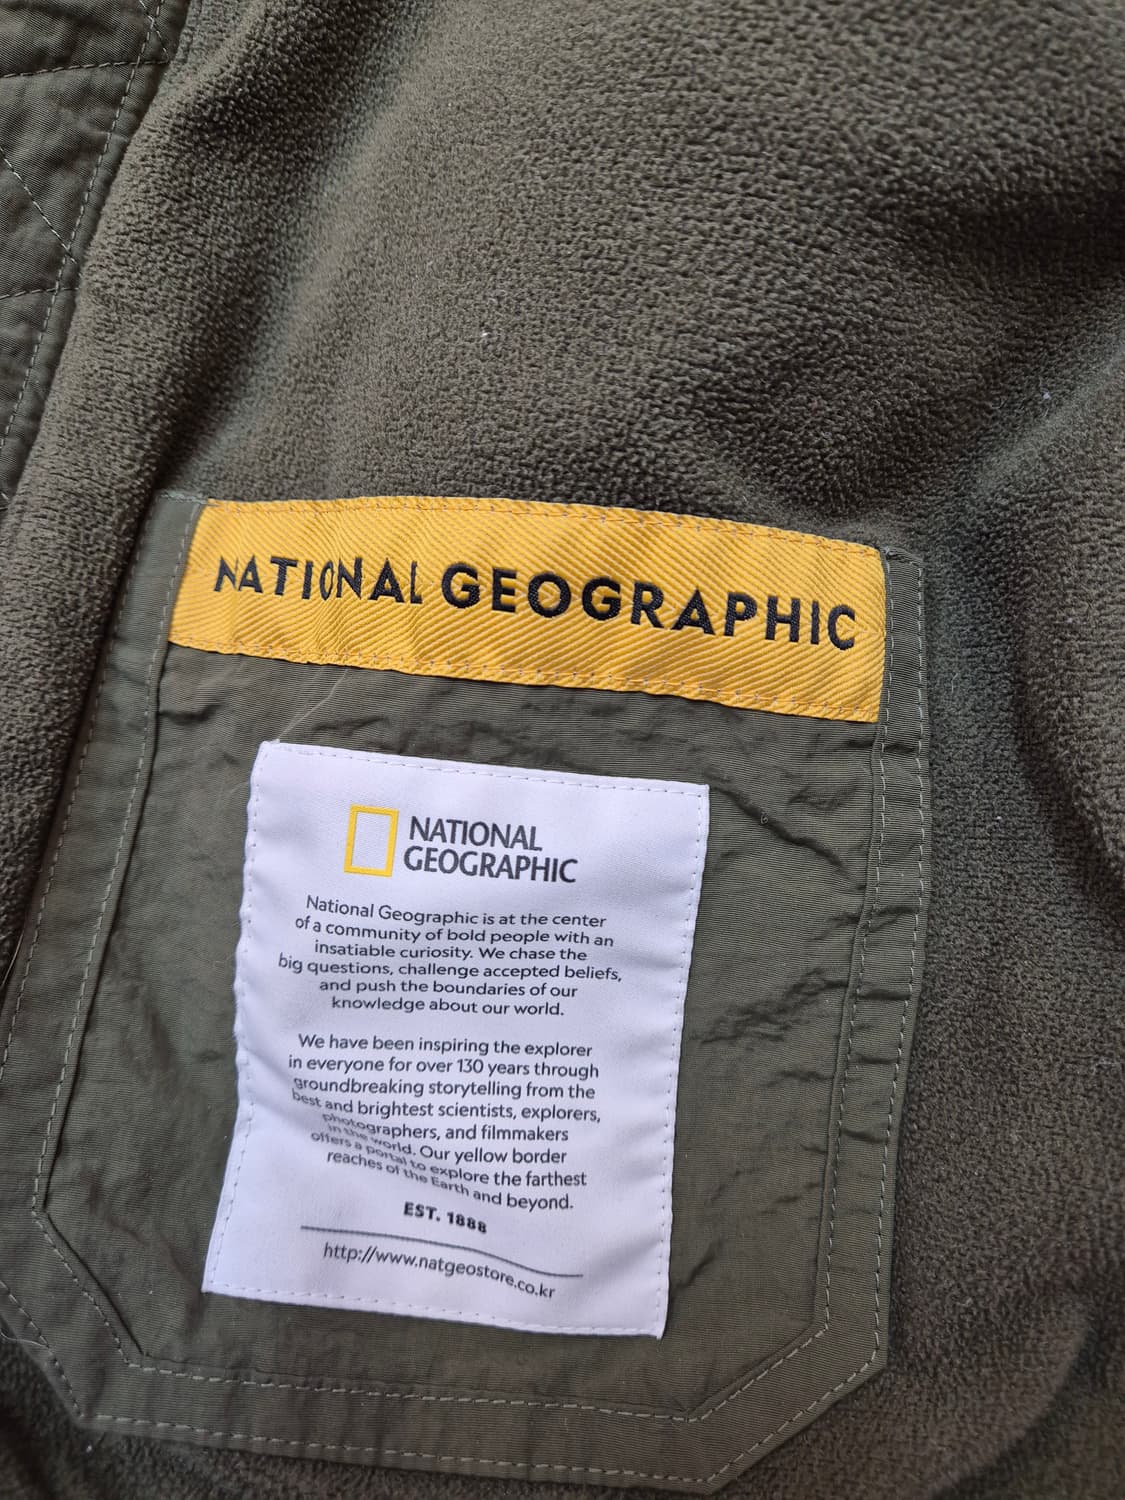 NATIONAL GEOGRAPHIC
NATIONAL
GEOGRAPHIC
National Geographic is at the center
of a community of bold people with an
insatiable curiosity. We chase the
big questions, challenge accepted beliefs,
and push the boundaries of our
knowledge about our world.
We have been inspiring the explorer
in everyone for over 130 years through
groundbreaking storytelling from the
best and brightest scientists, explorers,
photographers, and filmmakers
in the world. Our yellow border
offers a portal to explore the farthest
reaches of the Earth and beyond.
EST. 1888
http://www.natgeostore.co.kr